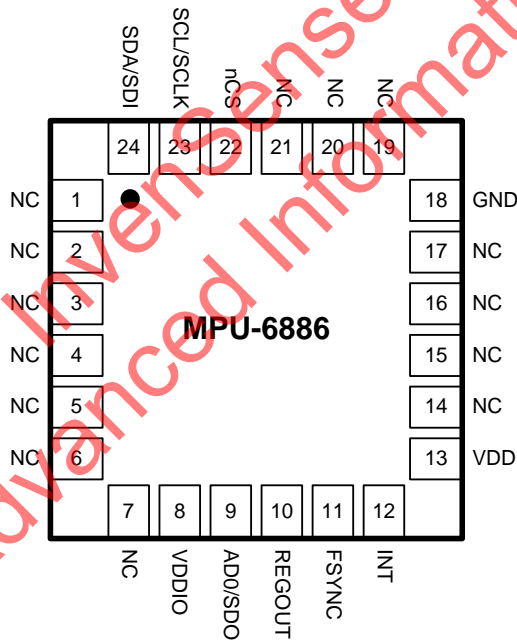 SDA/SDI
SCL/SCLK
nCS
NC
NC
NC
24
23
22
21
20
19
NC 1
18 GND
NC 2
17 NC
NC 3
16 NC
MPU-6886
NC 4
15 NC
NC 5
14 NC
NC 6
13 VDD
7
8
9
10
11
12
NC
VDDIO
AD0/SDO
REGOUT
FSYNC
INT
InvenSense
Advanced Informati